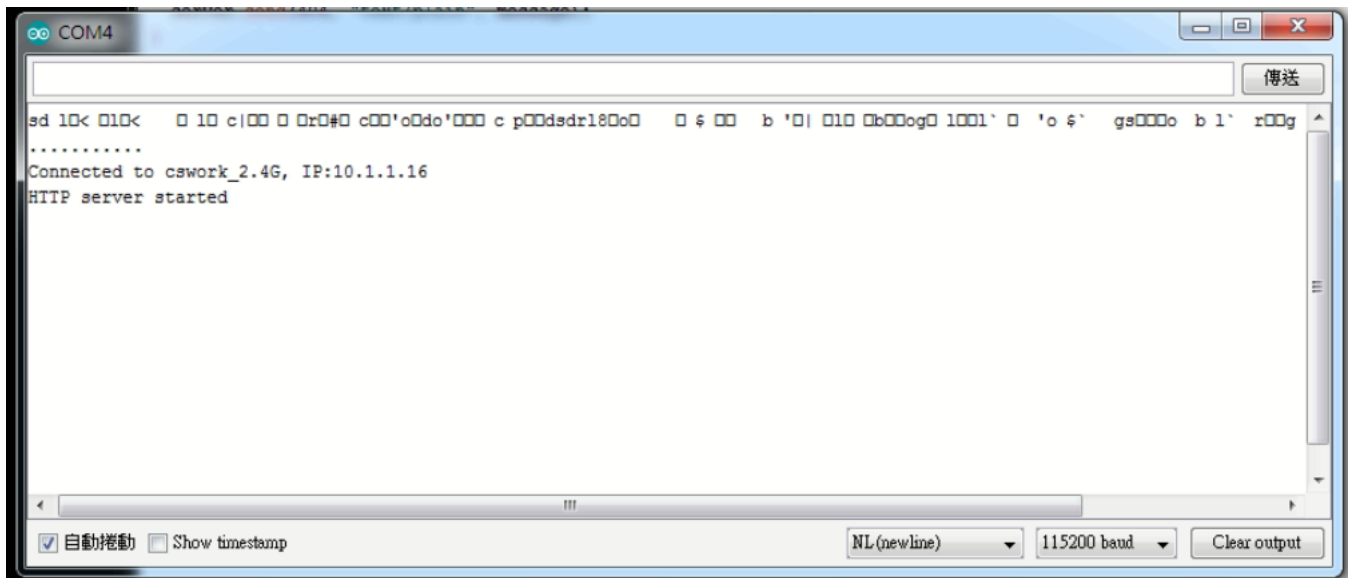 COM4
傳送
...........
Connected to cswork_2.4G, IP:10.1.1.16
HTTP server started
自動捲動 Show timestamp NL(newline) 115200 baud Clear output